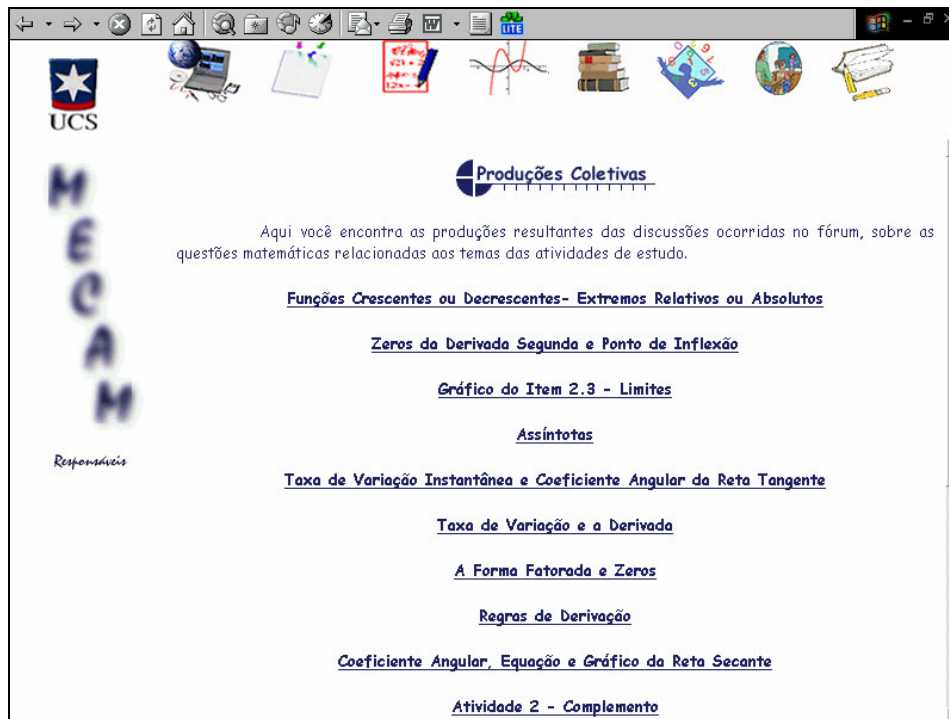 LITE
UCS
MECAM
Responsáveis
Produções Coletivas
Aqui você encontra as produções resultantes das discussões ocorridas no fórum, sobre as
questões matemáticas relacionadas aos temas das atividades de estudo.
Funções Crescentes ou Decrescentes- Extremos Relativos ou Absolutos
Zeros da Derivada Segunda e Ponto de Inflexão
Gráfico do Item 2.3 - Limites
Assíntotas
Taxa de Variação Instantânea e Coeficiente Angular da Reta Tangente
Taxa de Variação e a Derivada
A Forma Fatorada e Zeros
Regras de Derivação
Coeficiente Angular, Equação e Gráfico da Reta Secante
Atividade 2 - Complemento